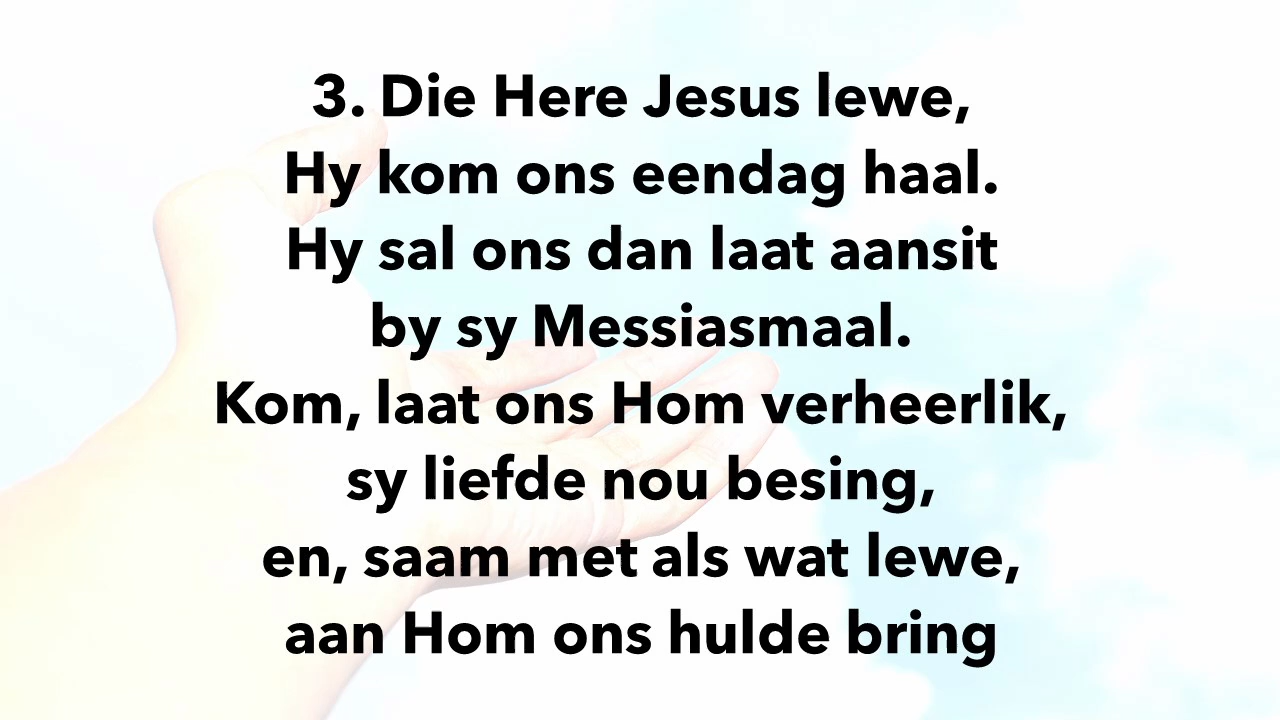 3. Die Here Jesus lewe,
Hy kom ons eendag haal.
Hy sal ons dan laat aansit
by sy Messiasmaal.
Kom, laat ons Hom verheerlik,
sy liefde nou besing,
en, saam met als wat lewe,
aan Hom ons hulde bring